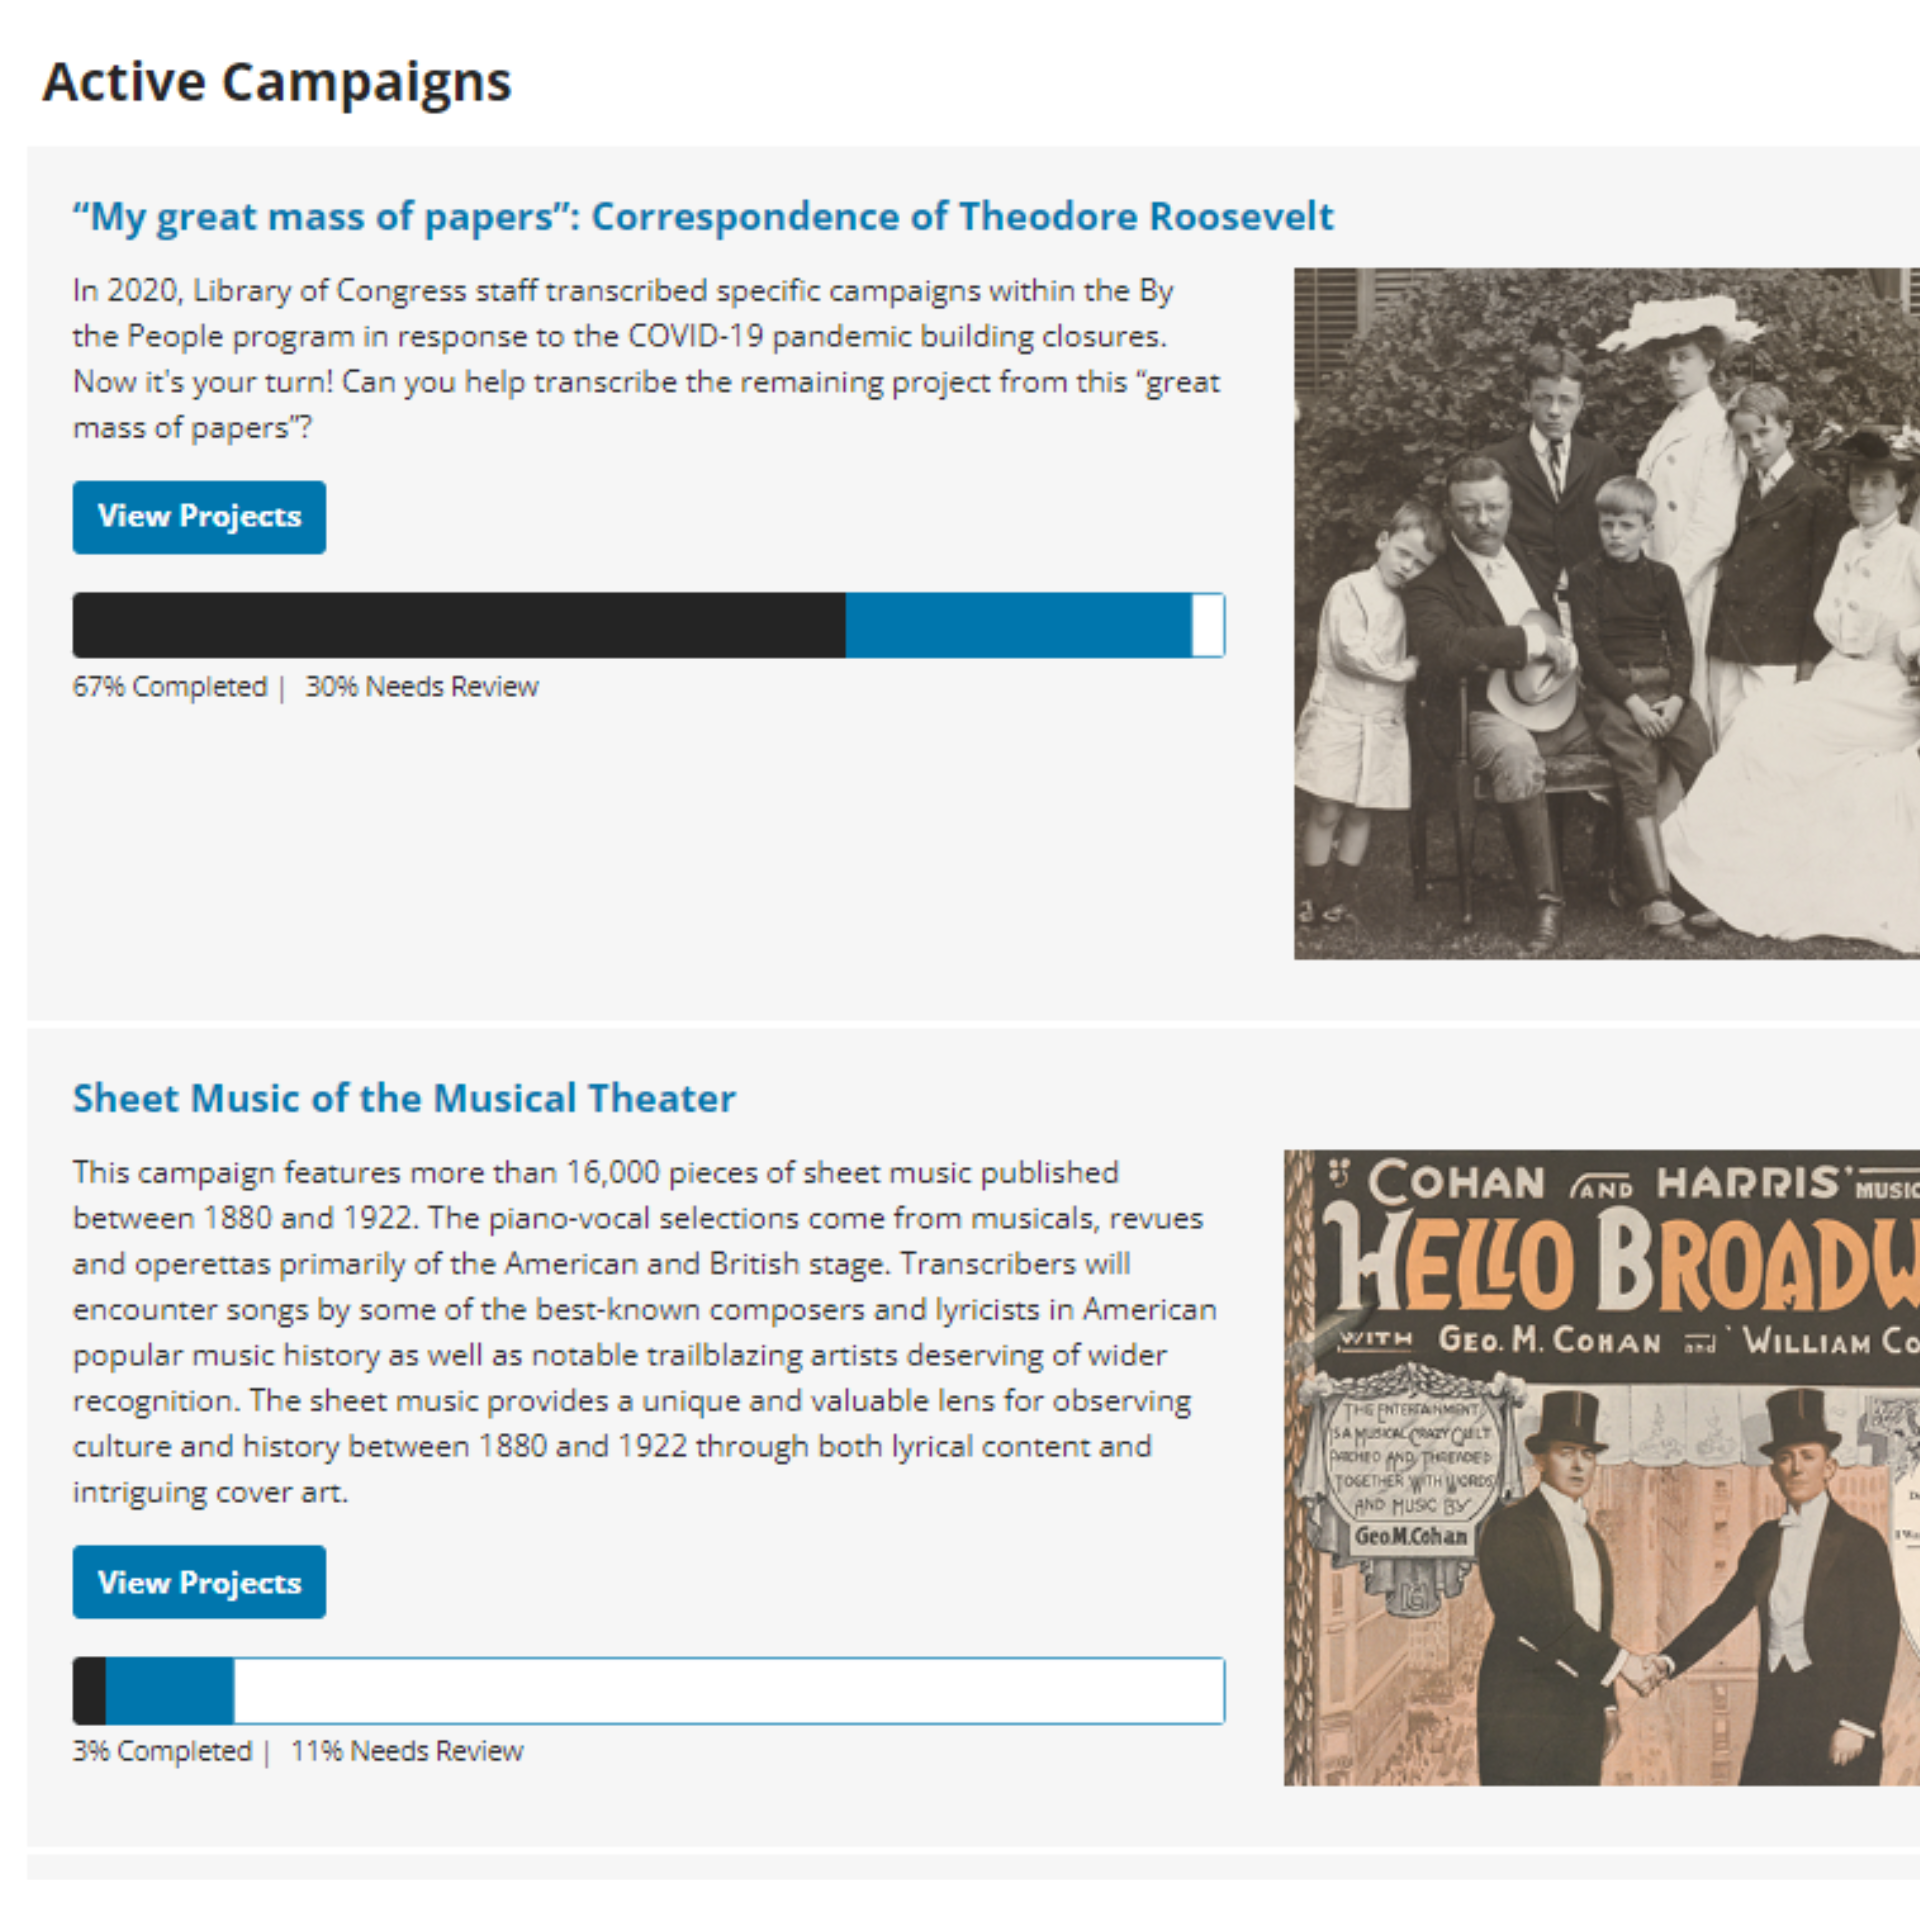 Active Campaigns
“My great mass of papers”: Correspondence of Theodore Roosevelt
In 2020, Library of Congress staff transcribed specific campaigns within the By
the People program in response to the COVID-19 pandemic building closures.
Now it's your turn! Can you help transcribe the remaining project from this “great
mass of papers”?
View Projects
67% Completed | 30% Needs Review
Sheet Music of the Musical Theater
This campaign features more than 16,000 pieces of sheet music published
between 1880 and 1922. The piano-vocal selections come from musicals, revues
and operettas primarily of the American and British stage. Transcribers will
encounter songs by some of the best-known composers and lyricists in American
popular music history as well as notable trailblazing artists deserving of wider
recognition. The sheet music provides a unique and valuable lens for observing
culture and history between 1880 and 1922 through both lyrical content and
intriguing cover art.
View Projects
3% Completed | 11% Needs Review
COHAN AND HARRIS' MUSIC
HELLO BROADW
WITH GEO. M. COHAN and WILLIAM CO
THE ENTERTAINMENT
IS A MUSICAL CRAZY QUILT
PATCHED AND THREADED
TOGETHER WITH WORDS
AND MUSIC BY
Geo.M.Cohan